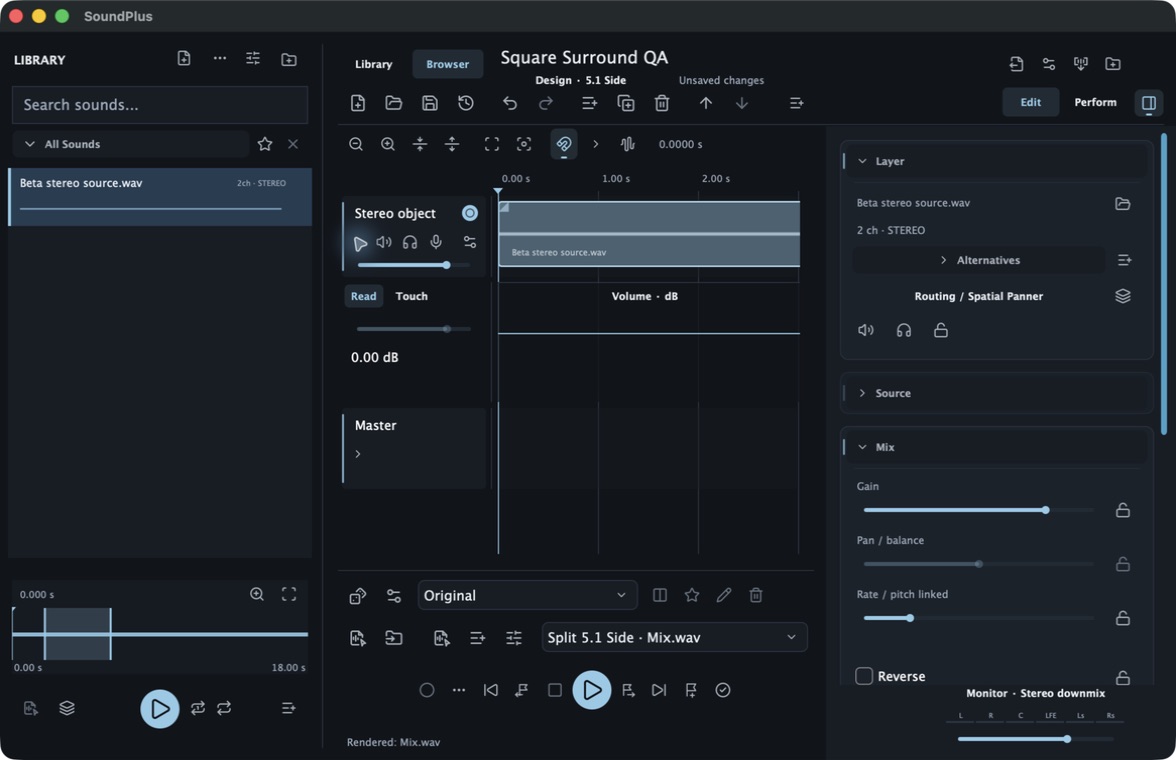 SoundPlus
LIBRARY
Search sounds...
All Sounds
Beta stereo source.wav
2ch · STEREO
0.000 s
0.00 s
18.00 s
Library
Browser
Square Surround QA
Design · 5.1 Side
Unsaved changes
Edit
Perform
0.0000 s
0.00 s
1.00 s
2.00 s
Stereo object
Beta stereo source.wav
Read
Touch
Volume · dB
0.00 dB
Master
Original
Split 5.1 Side · Mix.wav
Rendered: Mix.wav
Layer
Beta stereo source.wav
2 ch · STEREO
Alternatives
Routing / Spatial Panner
Source
Mix
Gain
Pan / balance
Rate / pitch linked
Reverse
Monitor · Stereo downmix
L R C LFE Ls Rs